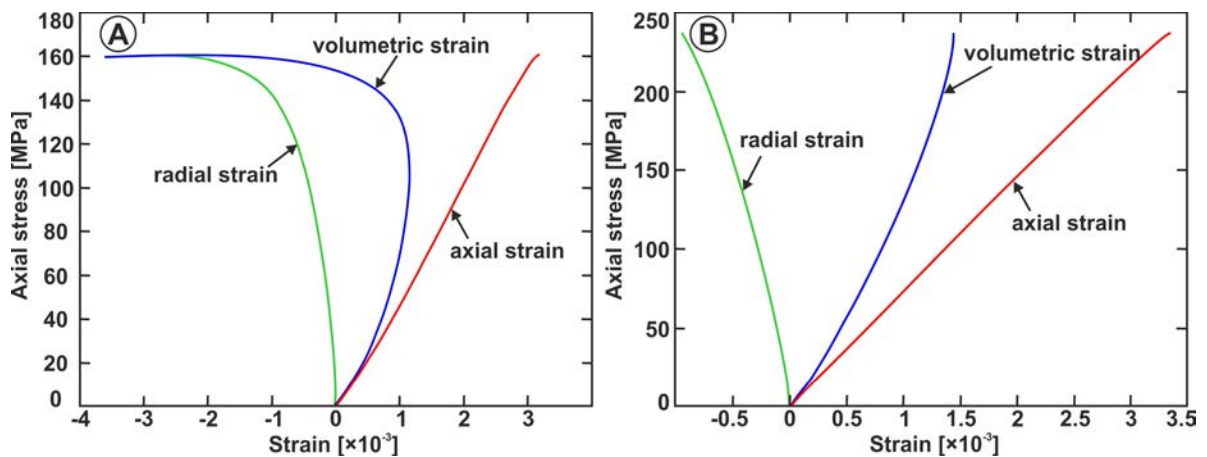 A
180
160
140
120
100
80
60
40
20
0
Axial stress [MPa]
volumetric strain
radial strain
axial strain
-4 -3 -2 -1 0 1 2 3
Strain [×10⁻³]
B
250
200
150
100
50
0
Axial stress [MPa]
volumetric strain
radial strain
axial strain
-0.5 0 0.5 1 1.5 2 2.5 3 3.5
Strain [×10⁻³]